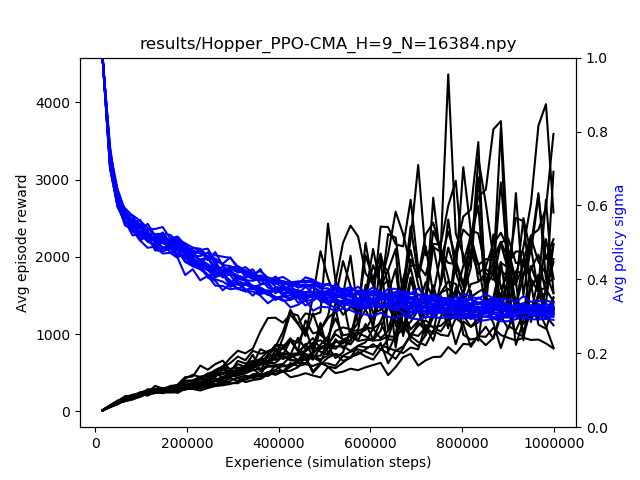 results/Hopper_PPO-CMA_H=9_N=16384.npy
4000
3000
2000
1000
0
Avg episode reward
1.0
0.8
0.6
0.4
0.2
0.0
Avg policy sigma
0 200000 400000 600000 800000 1000000
Experience (simulation steps)